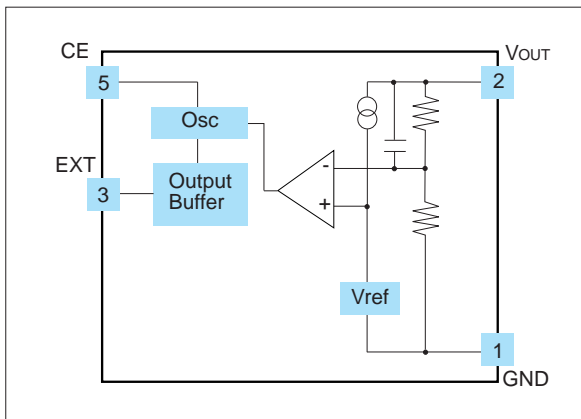 CE
VOUT
5
2
Osc
EXT
3
Output
Buffer
-
+
Vref
1
GND